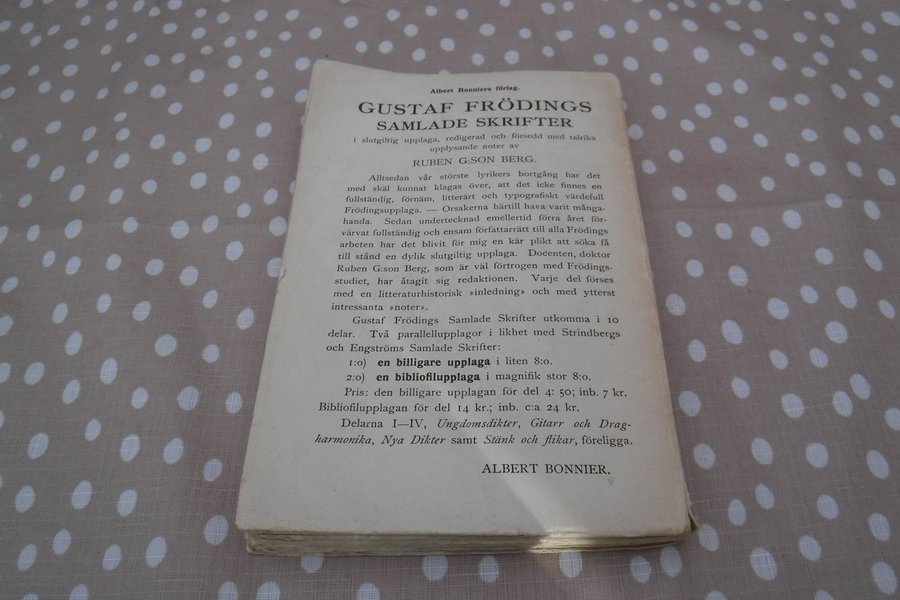 Albert Bonniers förlag.
GUSTAF FRÖDINGS
SAMLADE SKRIFTER
i slutgiltig upplaga, redigerad och försedd med talrika
upplysande noter av
RUBEN G:SON BERG.
Alltsedan vår störste lyrikers bortgång har det
med skäl kunnat klagas över, att det icke finnes en
fullständig, förnäm, litterärt och typografiskt värdefull
Frödingsupplaga. — Orsakerna härtill hava varit många-
handa. Sedan undertecknad emellertid förra året för-
värvat fullständig och ensam författarrätt till alla Frödings
arbeten har det blivit för mig en kär plikt att söka få
till stånd en dylik slutgiltig upplaga. Docenten, doktor
Ruben G:son Berg, som är väl förtrogen med Frödings-
studiet, har åtagit sig redaktionen. Varje del förses
med en litteraturhistorisk »inledning» och med ytterst
intressanta »noter».
Gustaf Frödings Samlade Skrifter utkomma i 10
delar. Två parallellupplagor i likhet med Strindbergs
och Engströms Samlade Skrifter:
1:o) en billigare upplaga i liten 8:o.
2:o) en bibliofilupplaga i magnifik stor 8:o.
Pris: den billigare upplagan för del 4: 50; inb. 7 kr.
Bibliofilupplagan för del 14 kr.; inb. c:a 24 kr.
Delarna I—IV, Ungdomsdikter, Gitarr och Drag-
harmonika, Nya Dikter samt Stänk och flikar, föreligga.
ALBERT BONNIER.